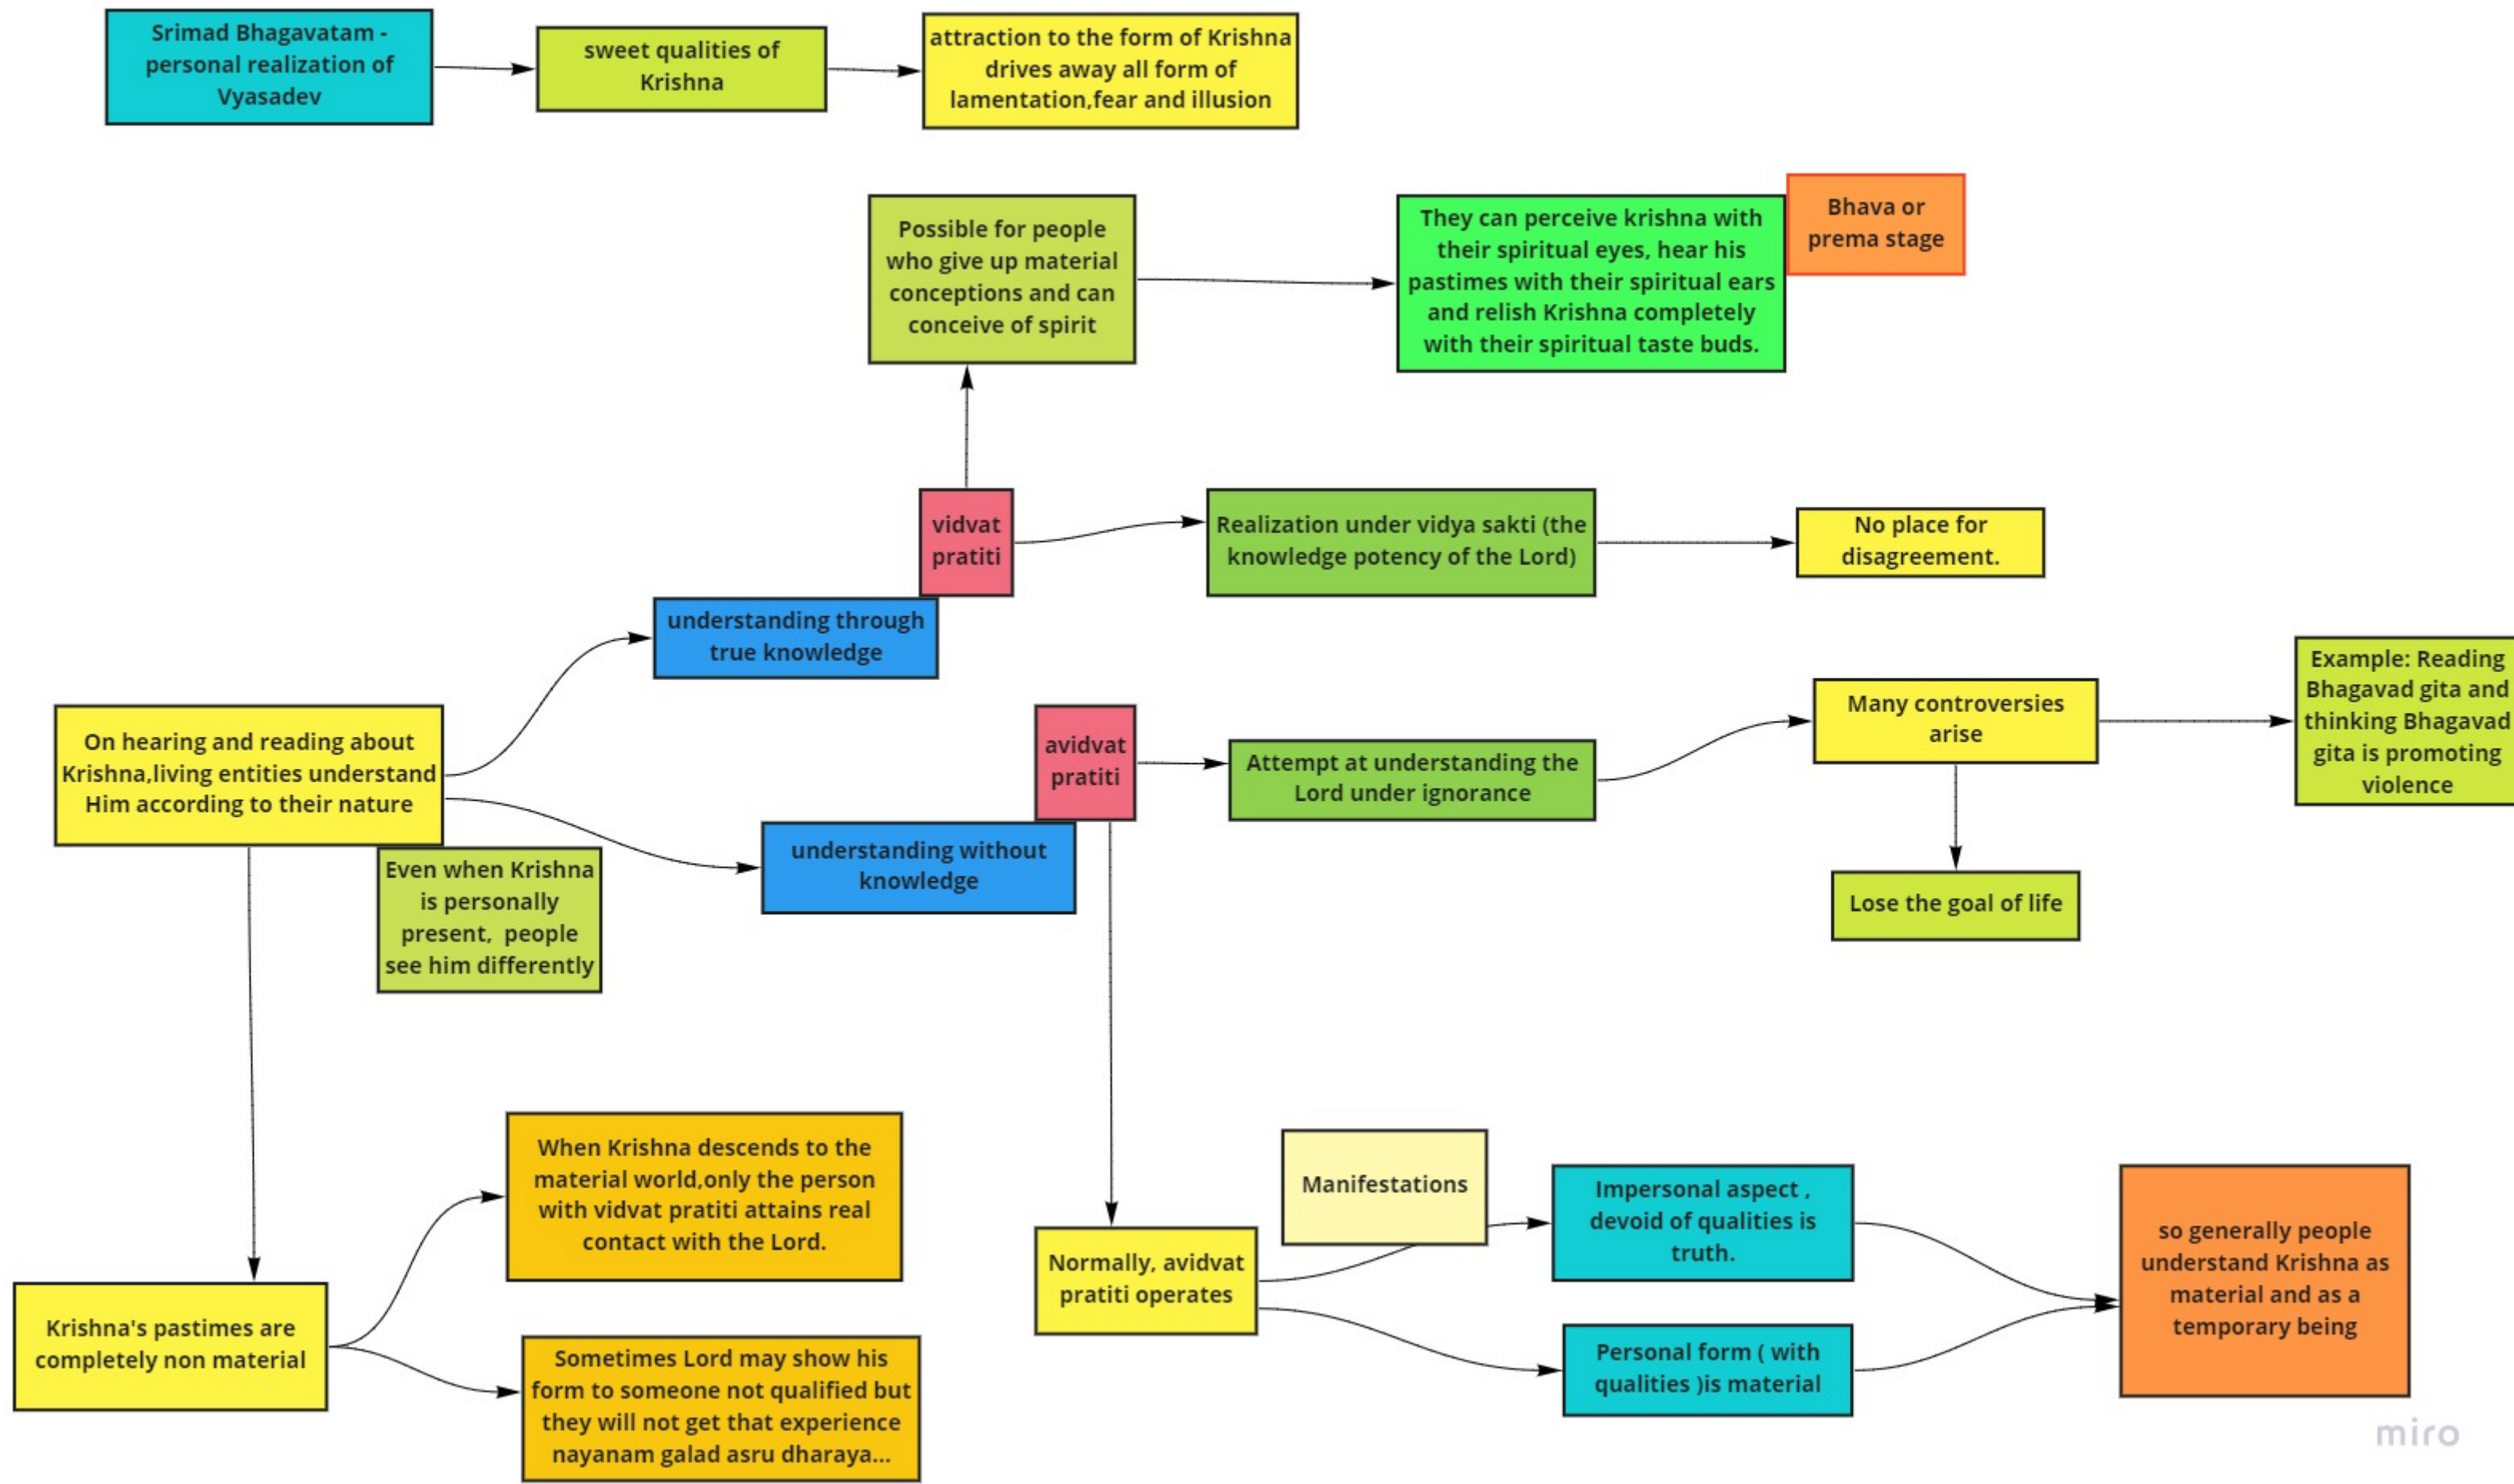 Srimad Bhagavatam -
personal realization of
Vyasadev
sweet qualities of
Krishna
attraction to the form of Krishna
drives away all form of
lamentation,fear and illusion
Possible for people
who give up material
conceptions and can
conceive of spirit
They can perceive krishna with
their spiritual eyes, hear his
pastimes with their spiritual ears
and relish Krishna completely
with their spiritual taste buds.
Bhava or
prema stage
vidvat
pratiti
Realization under vidya sakti (the
knowledge potency of the Lord)
No place for
disagreement.
understanding through
true knowledge
On hearing and reading about
Krishna,living entities understand
Him according to their nature
Even when Krishna
is personally
present, people
see him differently
avidvat
pratiti
understanding without
knowledge
Attempt at understanding the
Lord under ignorance
Many controversies
arise
Example: Reading
Bhagavad gita and
thinking Bhagavad
gita is promoting
violence
Lose the goal of life
When Krishna descends to the
material world,only the person
with vidvat pratiti attains real
contact with the Lord.
Krishna's pastimes are
completely non material
Sometimes Lord may show his
form to someone not qualified but
they will not get that experience
nayanam galad asru dharaya...
Manifestations
Normally, avidvat
pratiti operates
Impersonal aspect ,
devoid of qualities is
truth.
Personal form ( with
qualities )is material
so generally people
understand Krishna as
material and as a
temporary being
miro